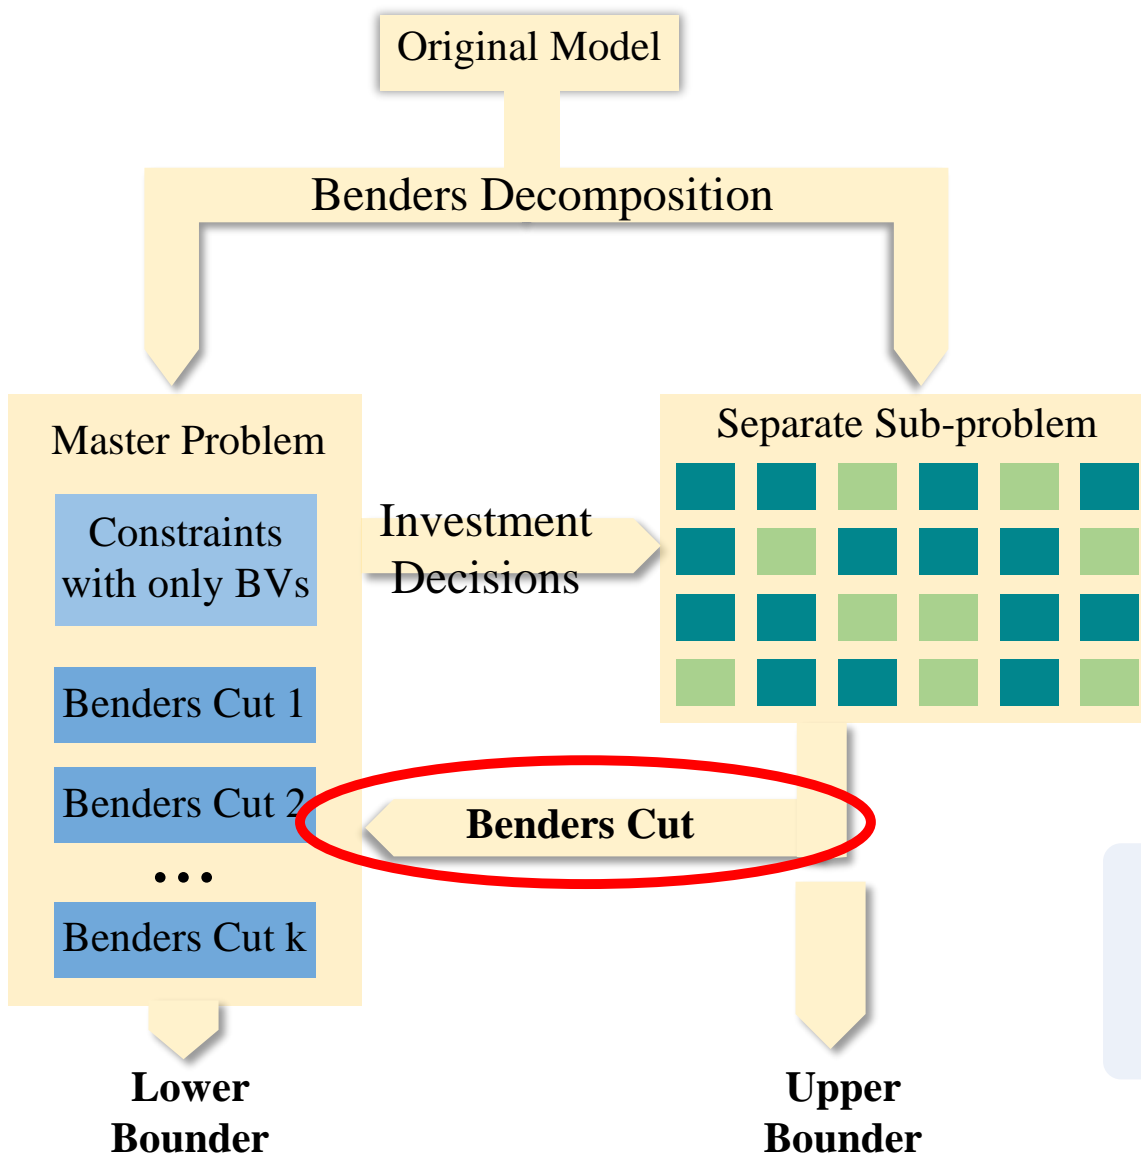 Original Model
Benders Decomposition
Master Problem
Constraints
with only BVs
Benders Cut 1
Benders Cut 2
...
Benders Cut k
Investment
Decisions
Separate Sub-problem
Benders Cut
Lower
Bounder
Upper
Bounder